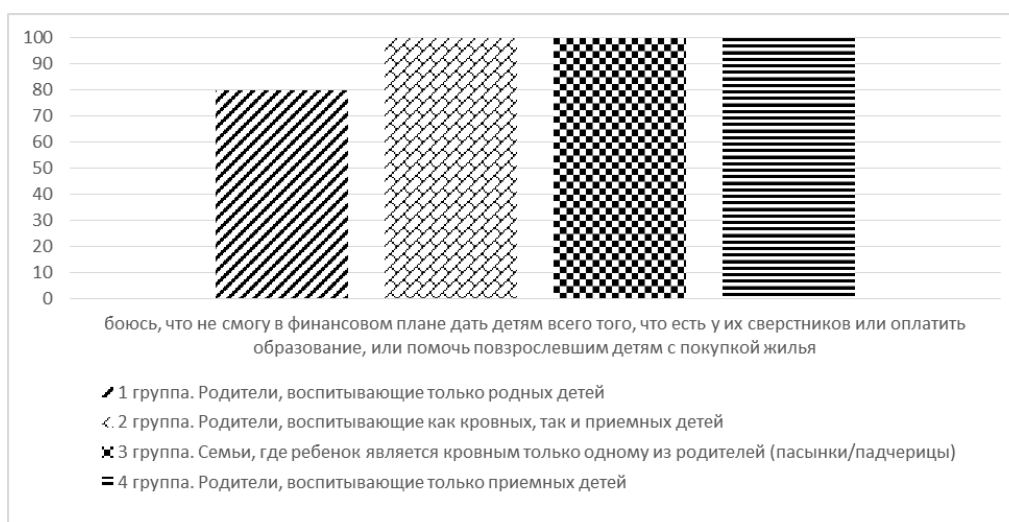 100
90
80
70
60
50
40
30
20
10
0
боюсь, что не смогу в финансовом плане дать детям всего того, что есть у их сверстников или оплатить
образование, или помочь повзрослевшим детям с покупкой жилья
1 группа. Родители, воспитывающие только родных детей
2 группа. Родители, воспитывающие как кровных, так и приемных детей
3 группа. Семьи, где ребенок является кровным только одному из родителей (пасынки/падчерицы)
4 группа. Родители, воспитывающие только приемных детей